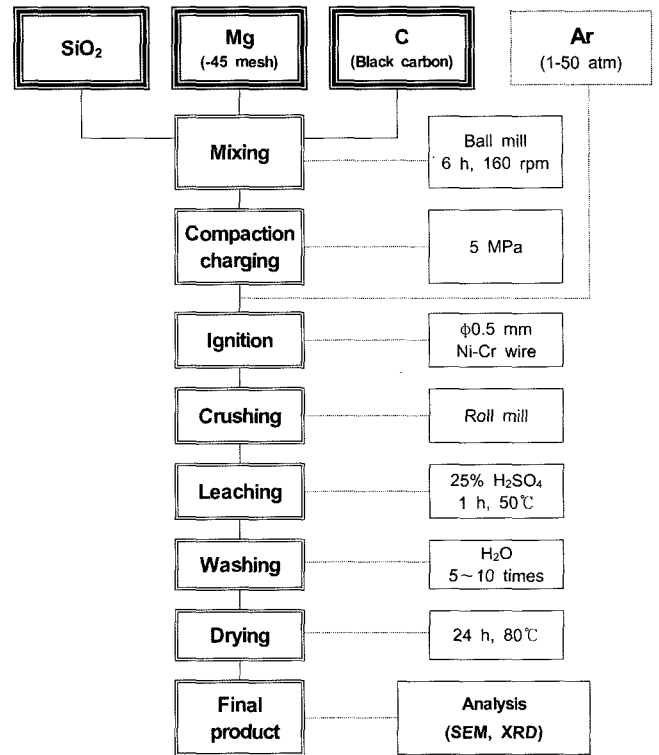 SiO₂
Mg
(-45 mesh)
C
(Black carbon)
Ar
(1-50 atm)
Mixing
Ball mill
6 h, 160 rpm
Compaction
charging
5 MPa
Ignition
ϕ0.5 mm
Ni-Cr wire
Crushing
Roll mill
Leaching
25% H₂SO₄
1 h, 50℃
Washing
H₂O
5~10 times
Drying
24 h, 80℃
Final
product
Analysis
(SEM, XRD)